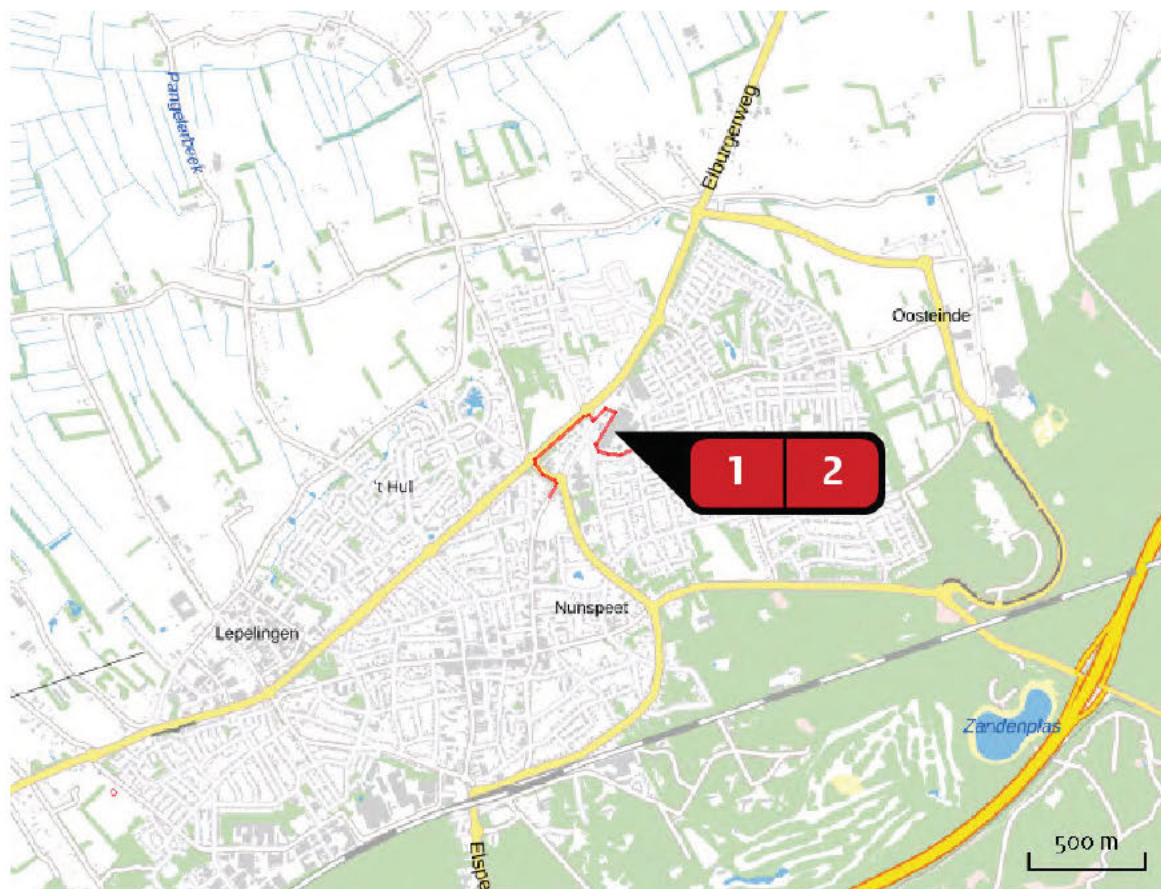 Pangelerbeek
Elburgerweg
Oosteinde
1 2
't Hull
Nunspeet
Lepelingen
Zandenplas
500 m
Elspe